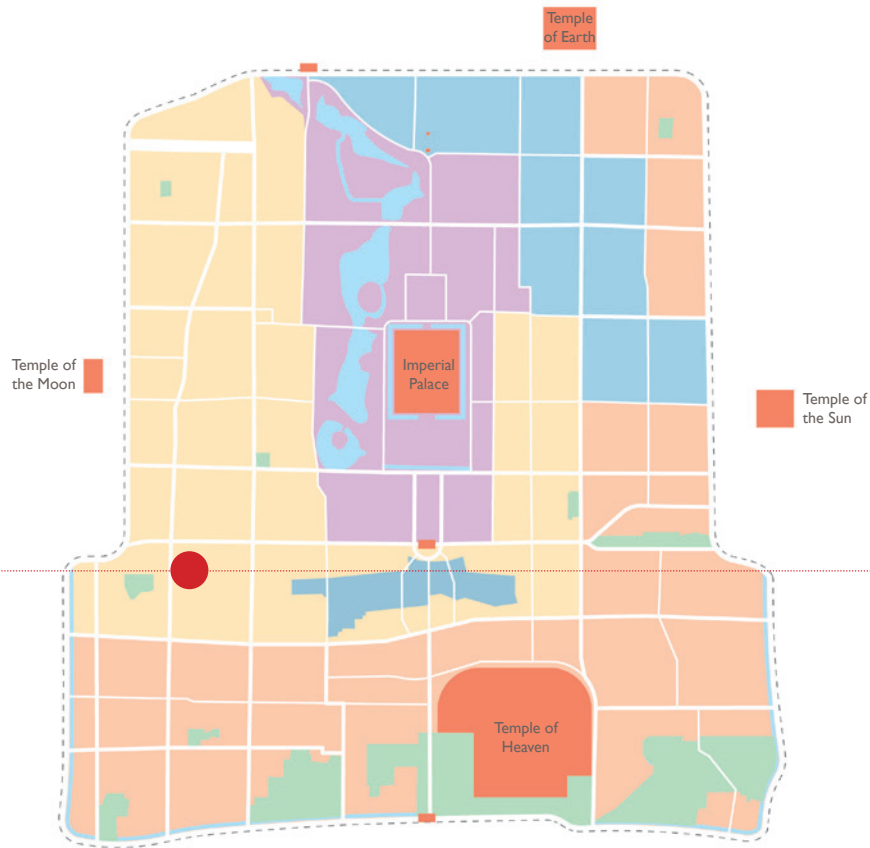 Temple
of Earth
Temple of
the Moon
Imperial
Palace
Temple of
the Sun
Temple of
Heaven